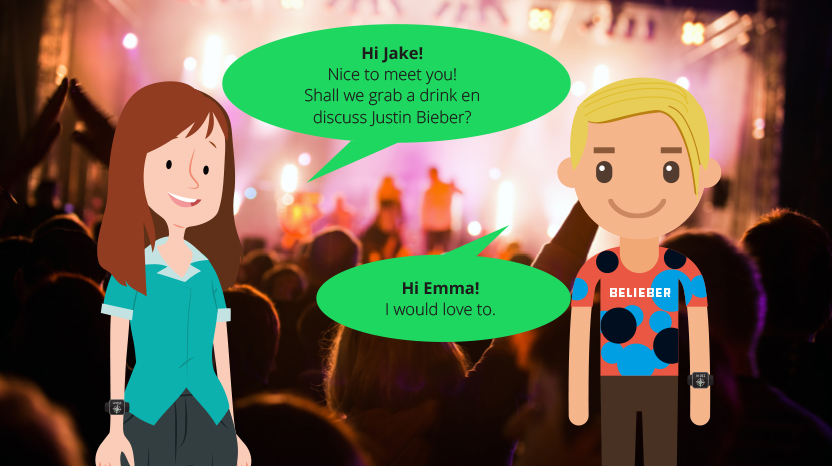 Hi Jake!
Nice to meet you!
Shall we grab a drink en
discuss Justin Bieber?
Hi Emma!
I would love to.
BELIEBER